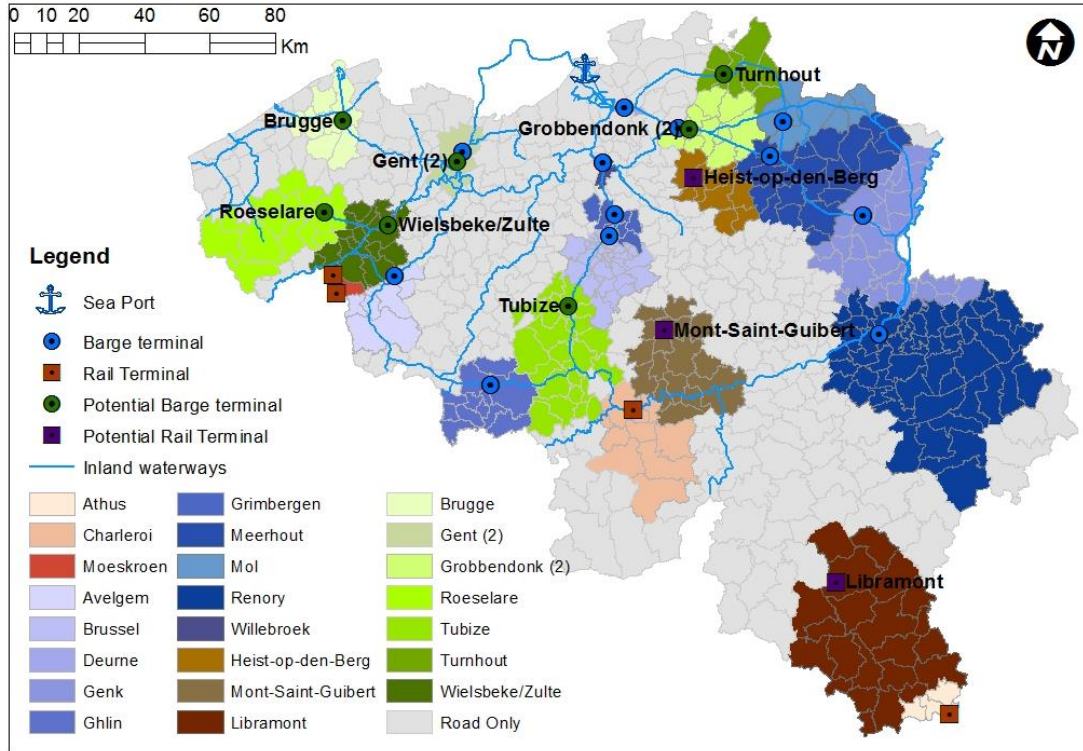 0 10 20 40 60 80
Km
N
Turnhout
Brugge
Grobbendonk (2)
Gent (2)
Heist-op-den-Berg
Roeselare
Wielsbeke/Zulte
Tubize
Mont-Saint-Guibert
Libramont
Legend
Sea Port
Barge terminal
Rail Terminal
Potential Barge terminal
Potential Rail Terminal
Inland waterways
Athus
Charleroi
Moeskroen
Avelgem
Brussel
Deurne
Genk
Ghlin
Grimbergen
Meerhout
Mol
Renory
Willebroek
Heist-op-den-Berg
Mont-Saint-Guibert
Libramont
Brugge
Gent (2)
Grobbendonk (2)
Roeselare
Tubize
Turnhout
Wielsbeke/Zulte
Road Only